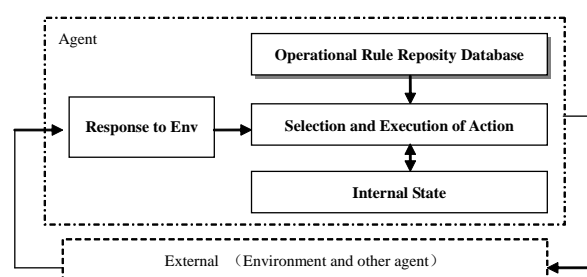 Agent
Operational Rule Reposity Database
Response to Env
Selection and Execution of Action
Internal State
External （Environment and other agent）